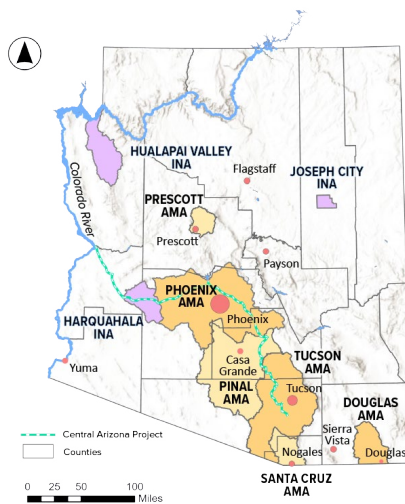 HUALAPAI VALLEY
INA
Flagstaff
JOSEPH CITY
INA
Colorado River
PRESCOTT
AMA
Prescott
Payson
PHOENIX
AMA
Phoenix
HARQUAHALA
INA
Yuma
Casa
Grande
PINAL
AMA
TUCSON
AMA
Tucson
DOUGLAS
AMA
Sierra
Vista
Douglas
Nogales
SANTA CRUZ
AMA
Central Arizona Project
Counties
0 25 50 100
Miles